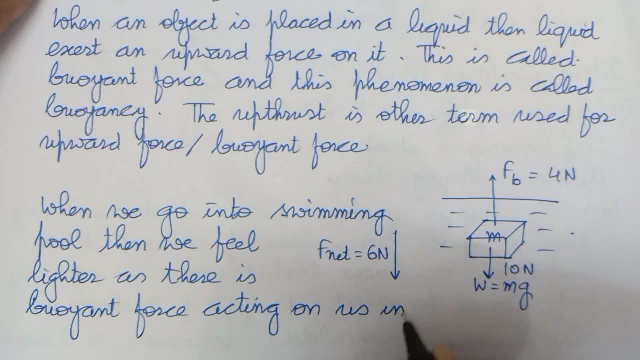 When an object is placed in a liquid then liquid
exert an upward force on it. This is called
buoyant force and this phenomenon is called
buoyancy. The upthrust is other term used for
upward force/buoyant force
Fb = 4N
When we go into swimming
pool then we feel
lighter as there is
buoyant force acting on us in
Fnet = 6N
m
10N
W = mg